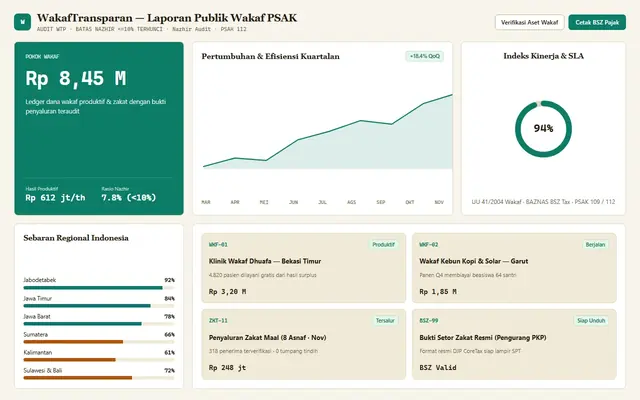 W
WakafTransparan — Laporan Publik Wakaf PSAK
AUDIT WTP · BATAS NAZHIR <=10% TERHUNCI · Nazhir Audit · PSAH 112
Verifikasi Aset Wakaf
Cetak BSZ Pajak
POKOK WAKAF
Rp 8,45 M
Ledger dana wakaf produktif & zakat dengan bukti
penyaluran teraudit
Hasil Produktif
Rp 612 jt/th
Rasio Nazhir
7.8% (<10%)
Pertumbuhan & Efisiensi Kuartalan
+18,4% QoQ
MAR APR MEI JUN JUL AGS SEP OKT NOV
Indeks Kinerja & SLA
94%
UU 41/2004 Wakaf · BAZNAS BSZ Tax · PSAK 109 / 112
Sebaran Regional Indonesia
Jabodetabek 92%
Jawa Timur 84%
Jawa Barat 78%
Sumatera 66%
Kalimantan 61%
Sulawesi & Bali 72%
WKF-01
Produktif
Klinik Wakaf Dhuafa — Bekasi Timur
4.820 pasien dilayani gratis dari hasil surplus
Rp 3,20 M
WKF-02
Berjalan
Wakaf Kebun Kopi & Solar — Garut
Panen Q4 membiayai beasiswa 64 santri
Rp 1,85 M
ZKT-11
Tersalur
Penyaluran Zakat Maal (8 Asnaf · Nov)
318 penerima terverifikasi · 0 tumpang tindih
Rp 248 jt
BSZ-99
Siap Unduh
Bukti Setor Zakat Resmi (Pengurang PKP)
Format resmi DJP CoreTax siap lampir SPT
BSZ Valid